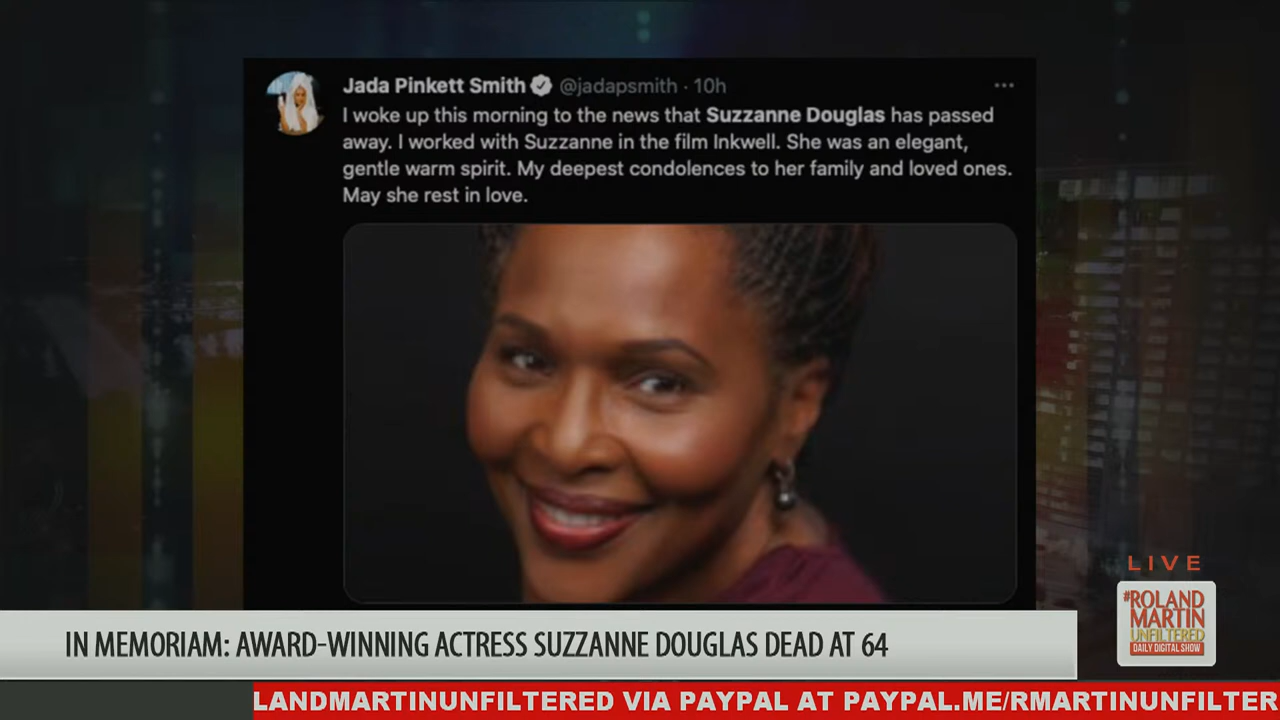 Jada Pinkett Smith @jadapsmith · 10h ...
I woke up this morning to the news that Suzzanne Douglas has passed
away. I worked with Suzzanne in the film Inkwell. She was an elegant,
gentle warm spirit. My deepest condolences to her family and loved ones.
May she rest in love.
LIVE
#ROLAND
MARTIN
UNFILTERED
DAILY DIGITAL SHOW
IN MEMORIAM: AWARD-WINNING ACTRESS SUZZANNE DOUGLAS DEAD AT 64
LANDMARTINUNFILTERED VIA PAYPAL AT PAYPAL.ME/RMARTINUNFILTER